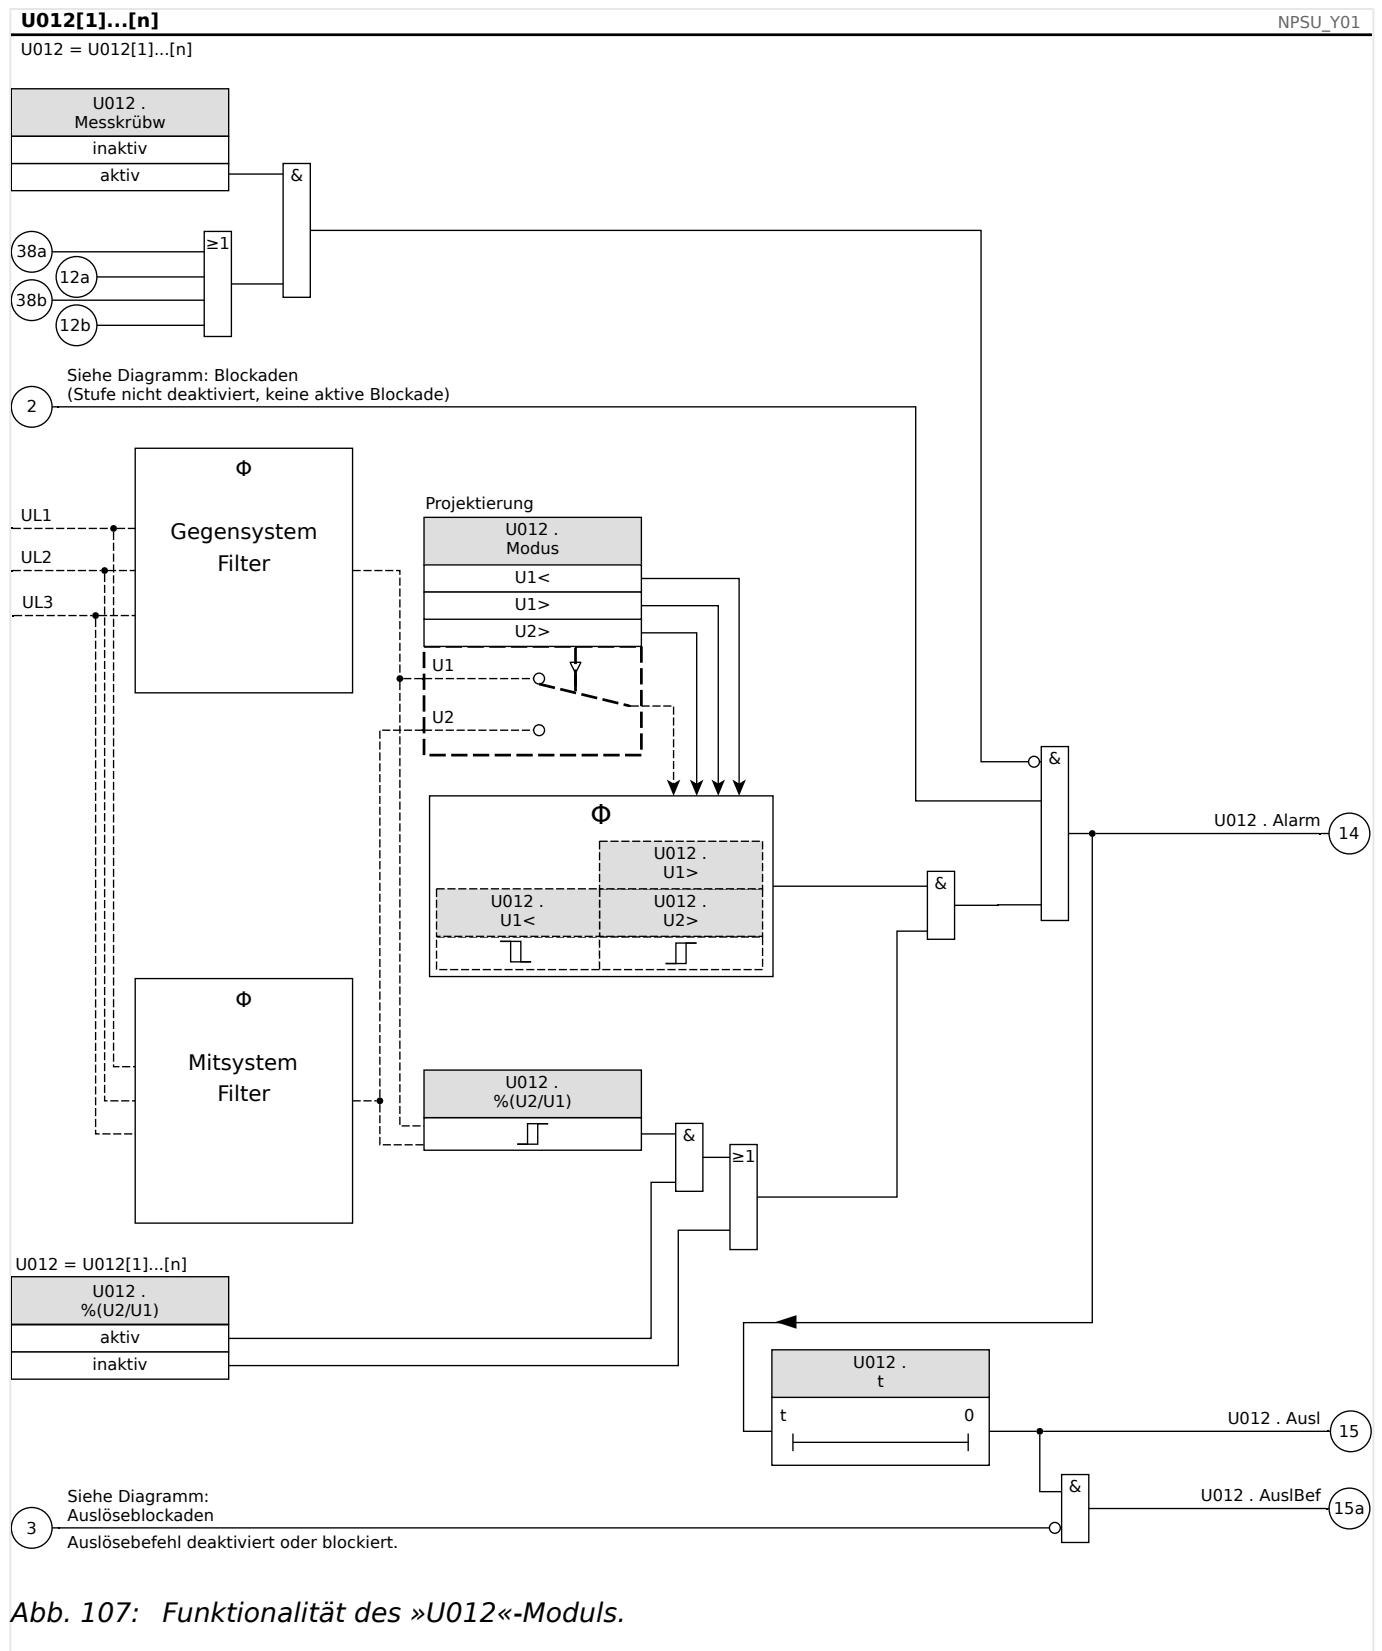 U012[1]...[n]
NPSU_Y01
U012 = U012[1]...[n]
U012 .
Messkrübw
inaktiv
aktiv
&
≥1
38a
12a
38b
12b
Siehe Diagramm: Blockaden
(Stufe nicht deaktiviert, keine aktive Blockade)
2
Φ
Gegensystem
Filter
UL1
UL2
UL3
Projektierung
U012 .
Modus
U1<
U1>
U2>
U1
U2
&
U012 . Alarm
14
Φ
U012 .
U1>
U012 .
U1<
U012 .
U2>
&
Φ
Mitsystem
Filter
U012 .
%(U2/U1)
&
≥1
U012 = U012[1]...[n]
U012 .
%(U2/U1)
aktiv
inaktiv
U012 .
t
t
0
U012 . Ausl
15
&
U012 . AuslBef
15a
Siehe Diagramm:
Auslöseblockaden
3
Auslösebefehl deaktiviert oder blockiert.
Abb. 107: Funktionalität des »U012«-Moduls.